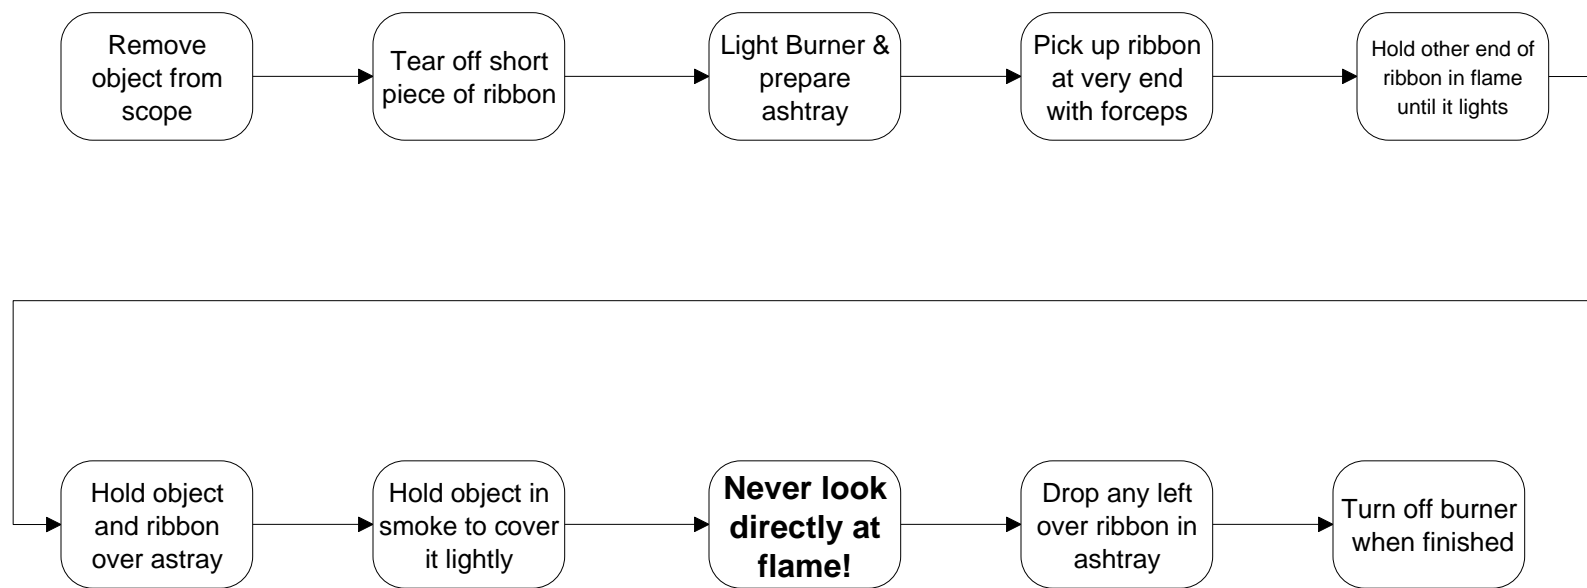 Remove
object from
scope
Tear off short
piece of ribbon
Light Burner &
prepare
ashtray
Pick up ribbon
at very end
with forceps
Hold other end of
ribbon in flame
until it lights
Hold object
and ribbon
over astray
Hold object in
smoke to cover
it lightly
Never look
directly at
flame!
Drop any left
over ribbon in
ashtray
Turn off burner
when finished